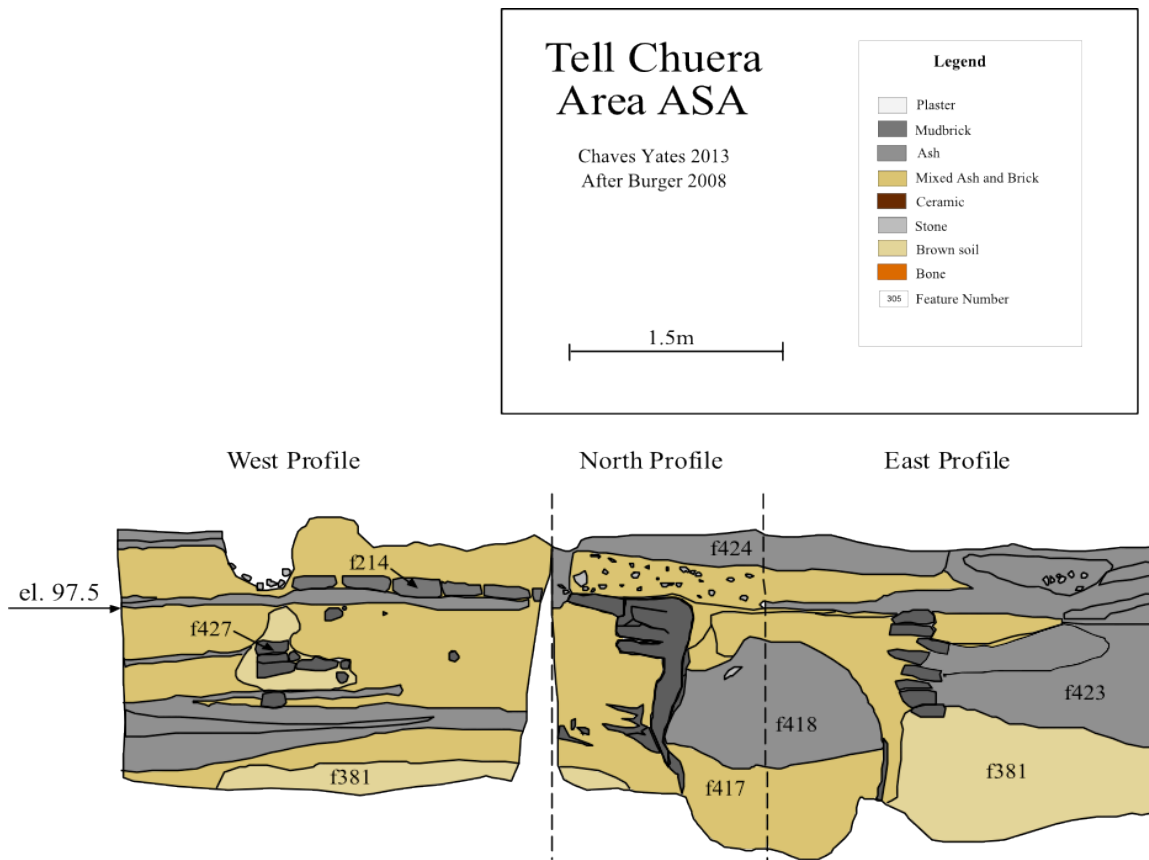 Tell Chuera
Area ASA
Chaves Yates 2013
After Burger 2008
1.5m
Legend
Plaster
Mudbrick
Ash
Mixed Ash and Brick
Ceramic
Stone
Brown soil
Bone
305 Feature Number
West Profile
North Profile
East Profile
el. 97.5
f214
f427
f381
f424
f418
f417
f423
f381